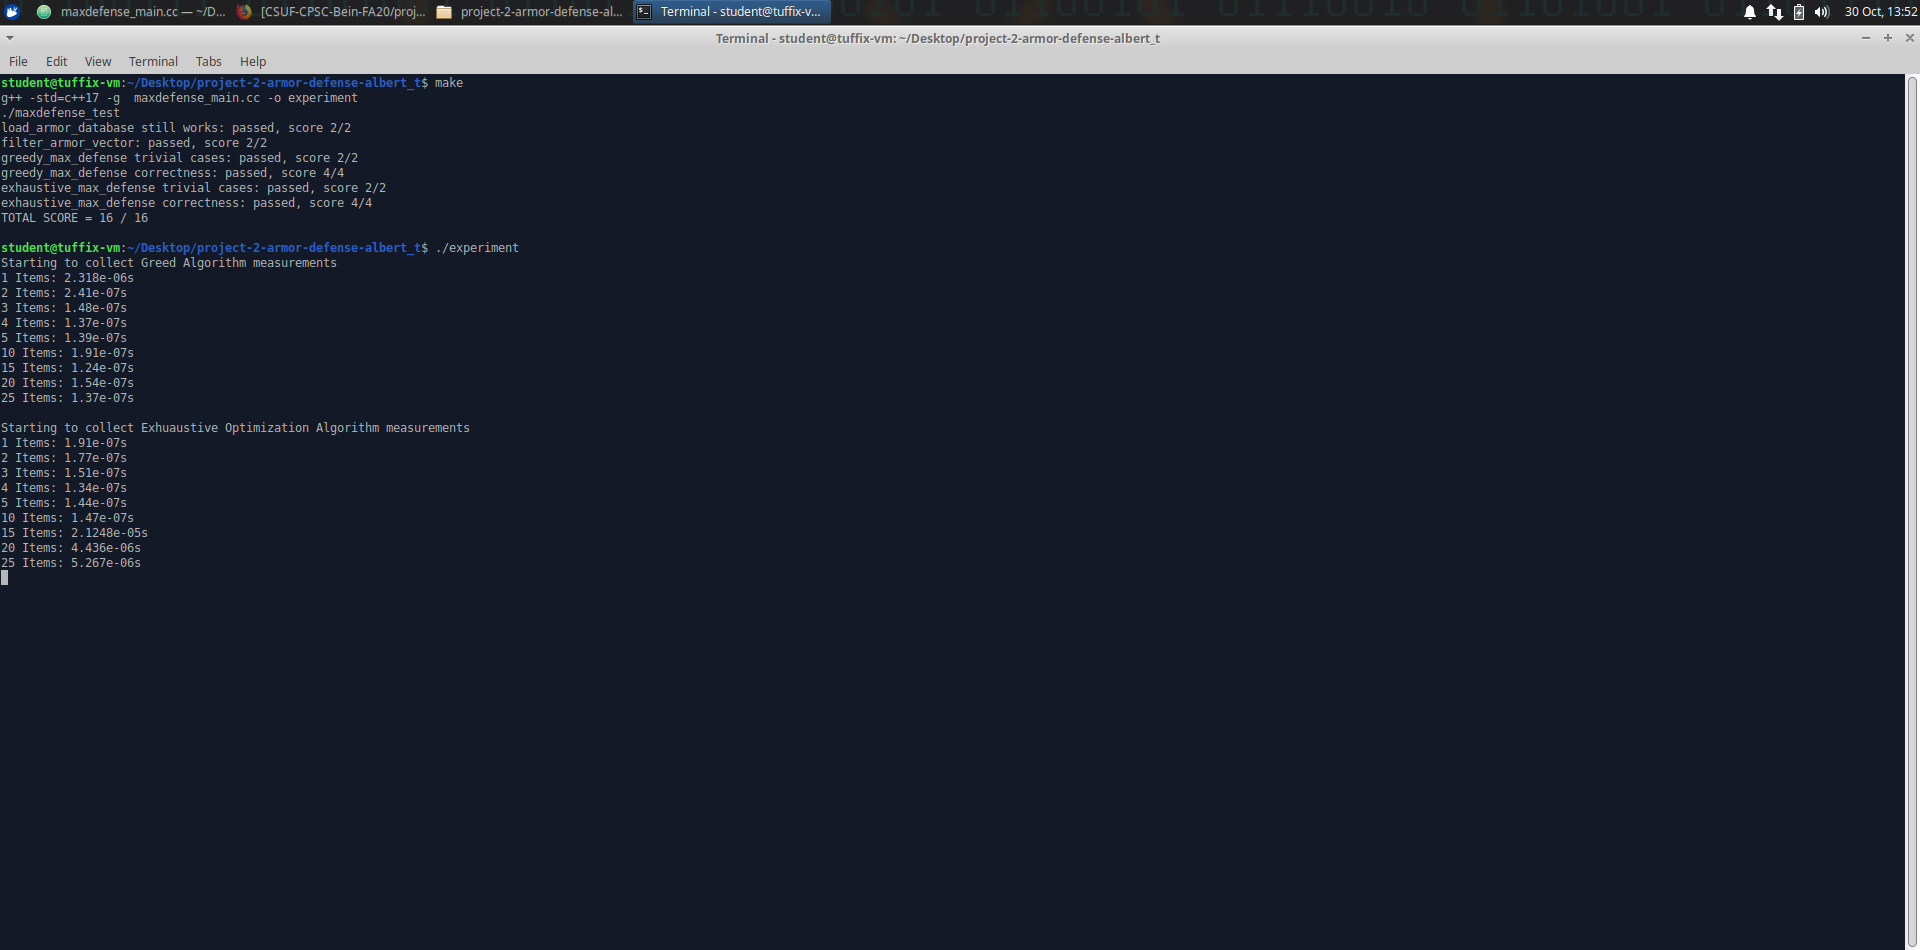 maxdefense_main.cc — ~/D... [CSUF-CPSC-Bein-FA20/proj... project-2-armor-defense-al... Terminal - student@tuffix-v... 30 Oct, 13:52
Terminal - student@tuffix-vm: ~/Desktop/project-2-armor-defense-albert_t
File Edit View Terminal Tabs Help
student@tuffix-vm:~/Desktop/project-2-armor-defense-albert_t$ make
g++ -std=c++17 -g  maxdefense_main.cc -o experiment
./maxdefense_test
load_armor_database still works: passed, score 2/2
filter_armor_vector: passed, score 2/2
greedy_max_defense trivial cases: passed, score 2/2
greedy_max_defense correctness: passed, score 4/4
exhaustive_max_defense trivial cases: passed, score 2/2
exhaustive_max_defense correctness: passed, score 4/4
TOTAL SCORE = 16 / 16
student@tuffix-vm:~/Desktop/project-2-armor-defense-albert_t$ ./experiment
Starting to collect Greed Algorithm measurements
1 Items: 2.318e-06s
2 Items: 2.41e-07s
3 Items: 1.48e-07s
4 Items: 1.37e-07s
5 Items: 1.39e-07s
10 Items: 1.91e-07s
15 Items: 1.24e-07s
20 Items: 1.54e-07s
25 Items: 1.37e-07s
Starting to collect Exhuaustive Optimization Algorithm measurements
1 Items: 1.91e-07s
2 Items: 1.77e-07s
3 Items: 1.51e-07s
4 Items: 1.34e-07s
5 Items: 1.44e-07s
10 Items: 1.47e-07s
15 Items: 2.1248e-05s
20 Items: 4.436e-06s
25 Items: 5.267e-06s